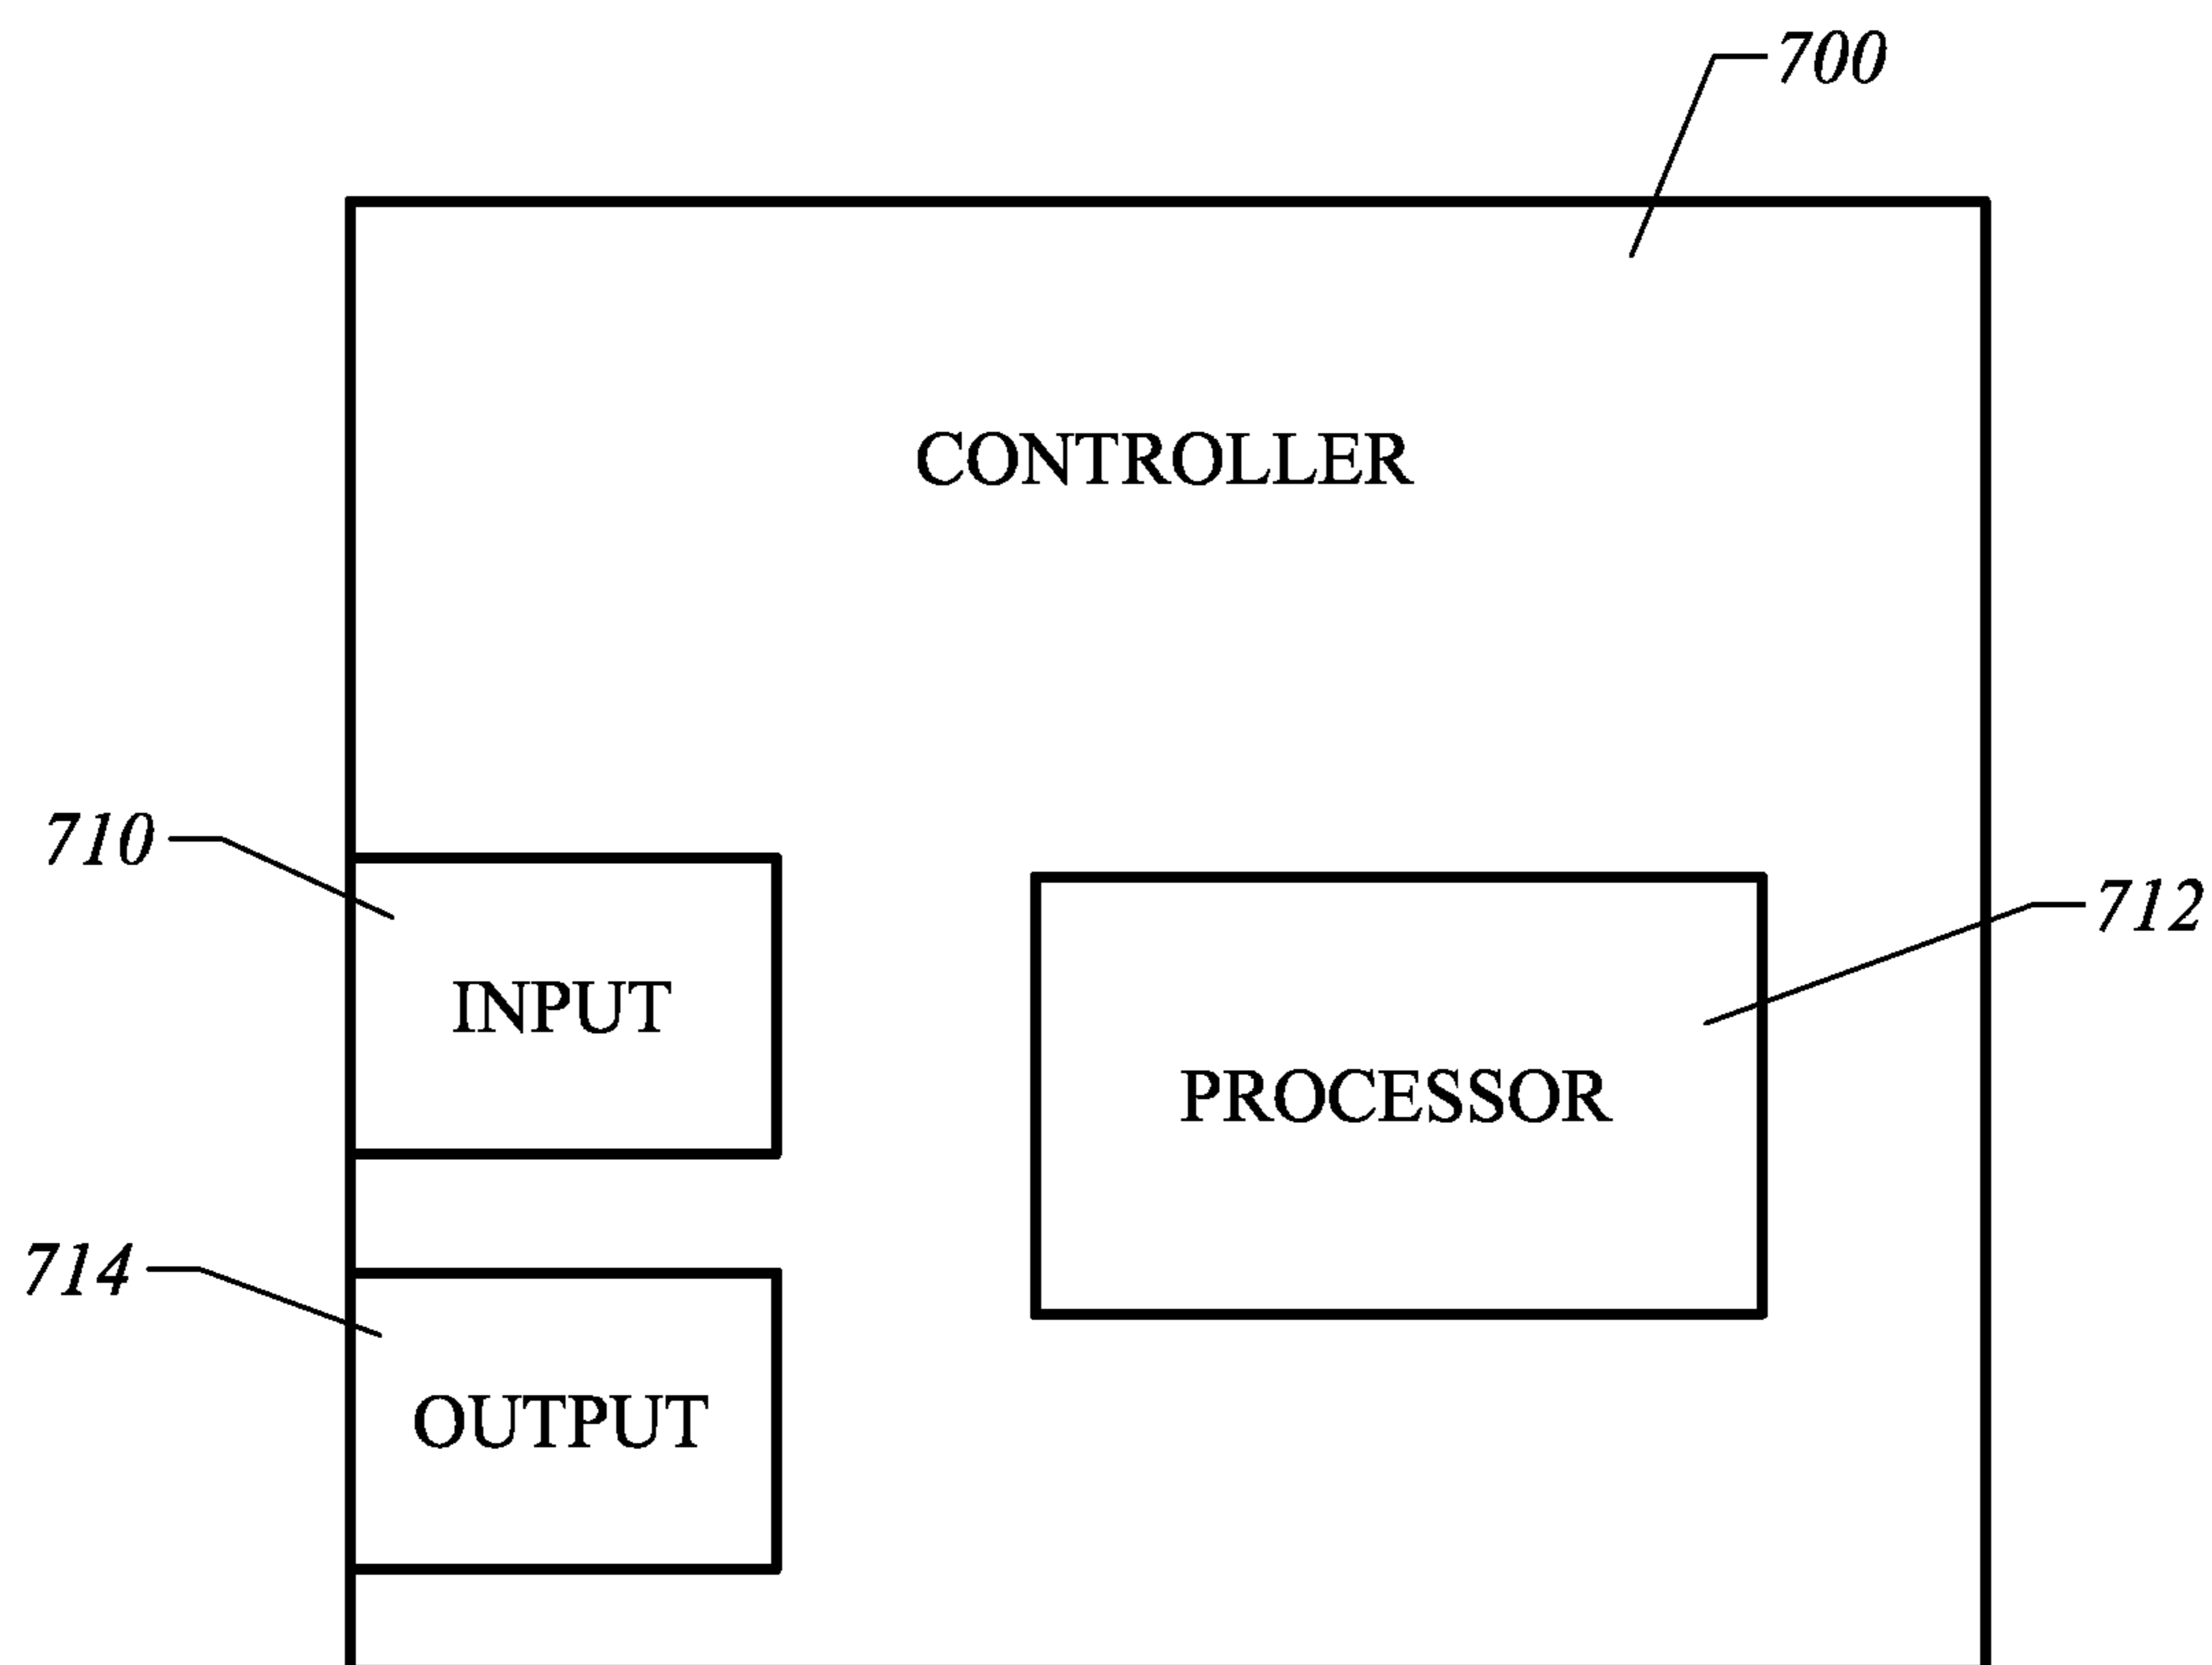 700
CONTROLLER
710
INPUT
712
PROCESSOR
714
OUTPUT